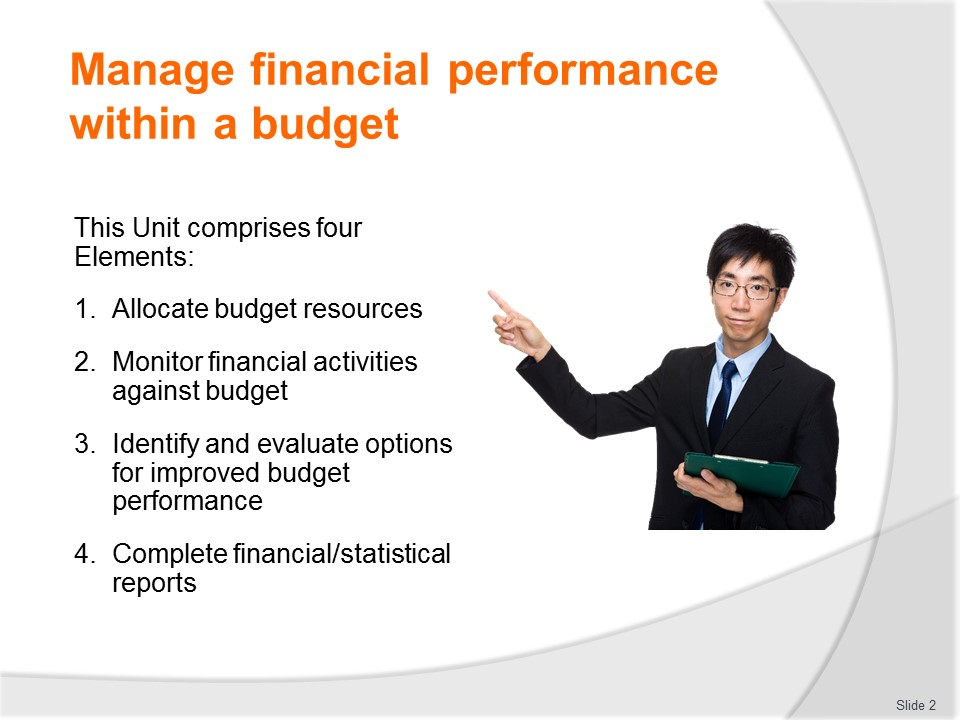 Manage financial performance
within a budget
This Unit comprises four
Elements:
1. Allocate budget resources
2. Monitor financial activities
against budget
3. Identify and evaluate options
for improved budget
performance
4. Complete financial/statistical
reports
Slide 2